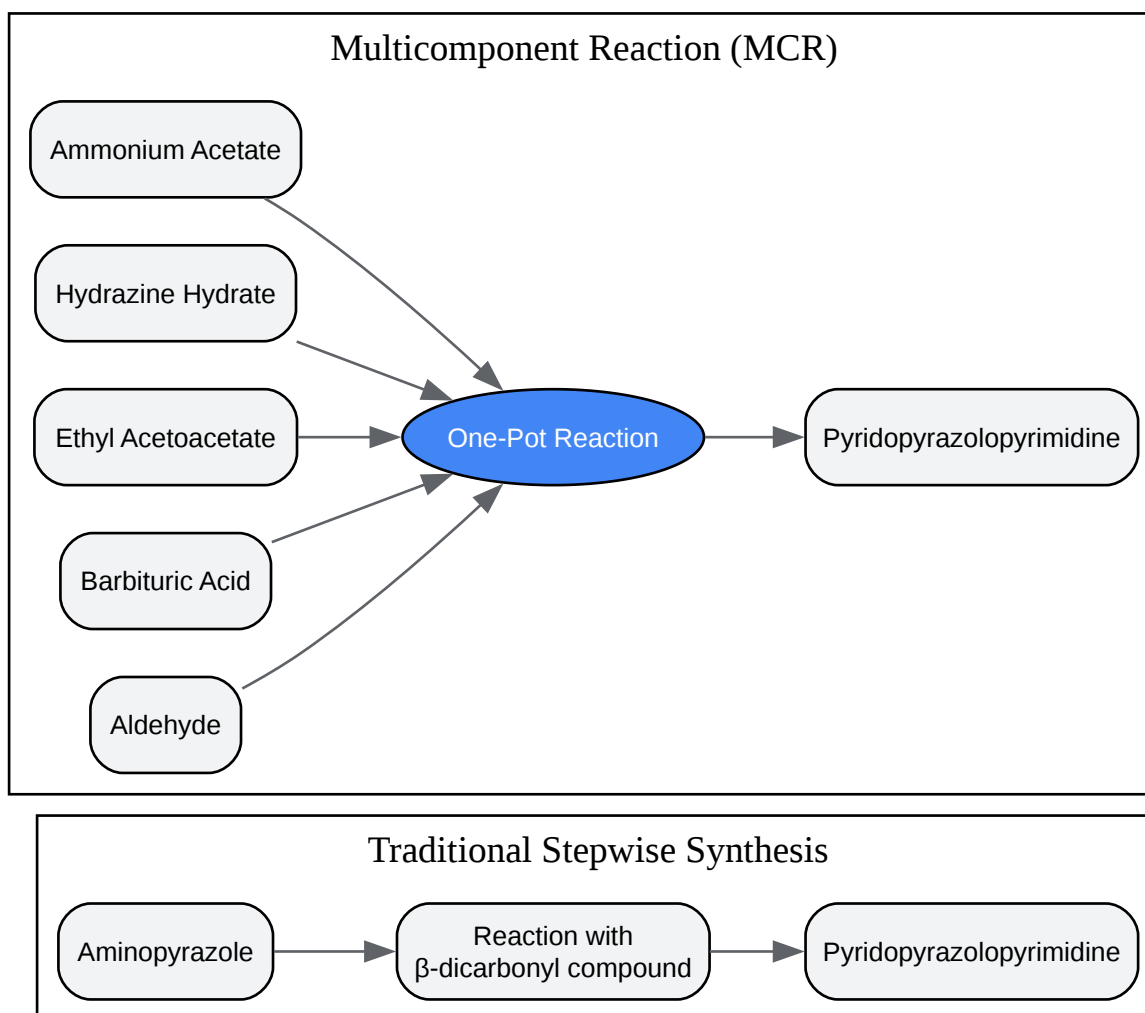 Multicomponent Reaction (MCR)
Ammonium Acetate
Hydrazine Hydrate
Ethyl Acetoacetate
One-Pot Reaction
Pyridopyrazolopyrimidine
Barbituric Acid
Aldehyde
Traditional Stepwise Synthesis
Aminopyrazole
Reaction with
β-dicarbonyl compound
Pyridopyrazolopyrimidine